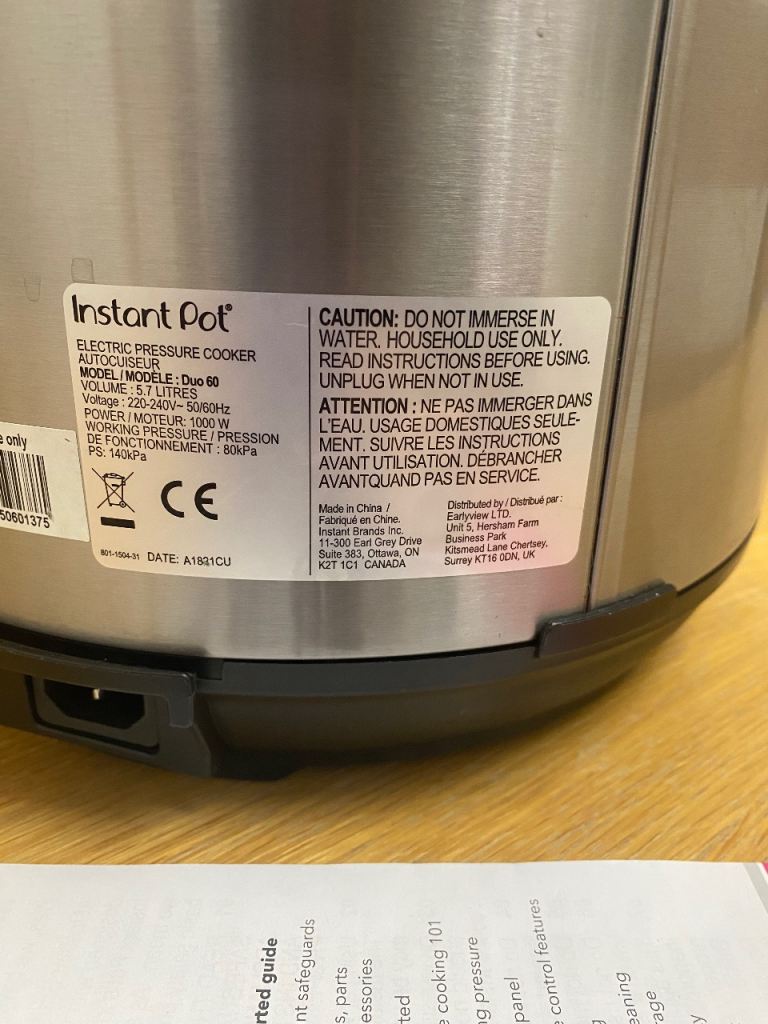 Instant Pot®
ELECTRIC PRESSURE COOKER
AUTOCUISEUR
MODEL / MODÈLE : Duo 60
VOLUME : 5.7 LITRES
Voltage : 220-240V~ 50/60Hz
POWER / MOTEUR: 1000 W
WORKING PRESSURE / PRESSION
DE FONCTIONNEMENT : 80kPa
PS: 140kPa
CE
801-1504-31 DATE: A1821CU
CAUTION: DO NOT IMMERSE IN
WATER. HOUSEHOLD USE ONLY.
READ INSTRUCTIONS BEFORE USING.
UNPLUG WHEN NOT IN USE.
ATTENTION : NE PAS IMMERGER DANS
L'EAU. USAGE DOMESTIQUES SEULE-
MENT. SUIVRE LES INSTRUCTIONS
AVANT UTILISATION. DÉBRANCHER
AVANTQUAND PAS EN SERVICE.
Made in China /
Fabriqué en Chine.
Instant Brands Inc.
11-300 Earl Grey Drive
Suite 383, Ottawa, ON
K2T 1C1 CANADA
Distributed by / Distribué par :
Earlyview LTD.
Unit 5, Hersham Farm
Business Park
Kitsmead Lane Chertsey,
Surrey KT16 0DN, UK
e only
50601375
rted guide
nt safeguards
s, parts
essories
ted
e cooking 101
ng pressure
panel
e control features
g
eaning
age
y